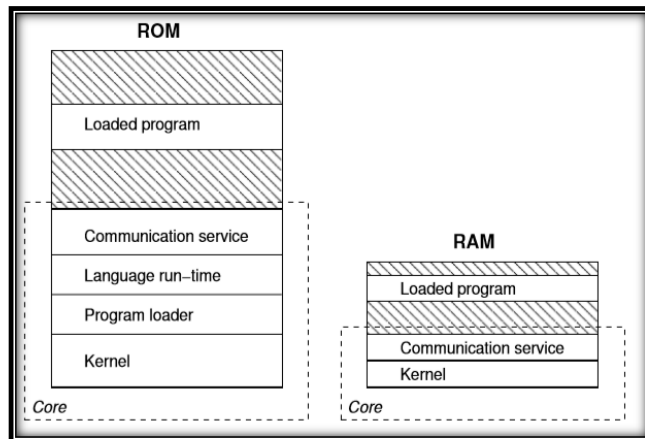 ROM
Loaded program
Communication service
Language run-time
Program loader
Kernel
Core
RAM
Loaded program
Communication service
Kernel
Core